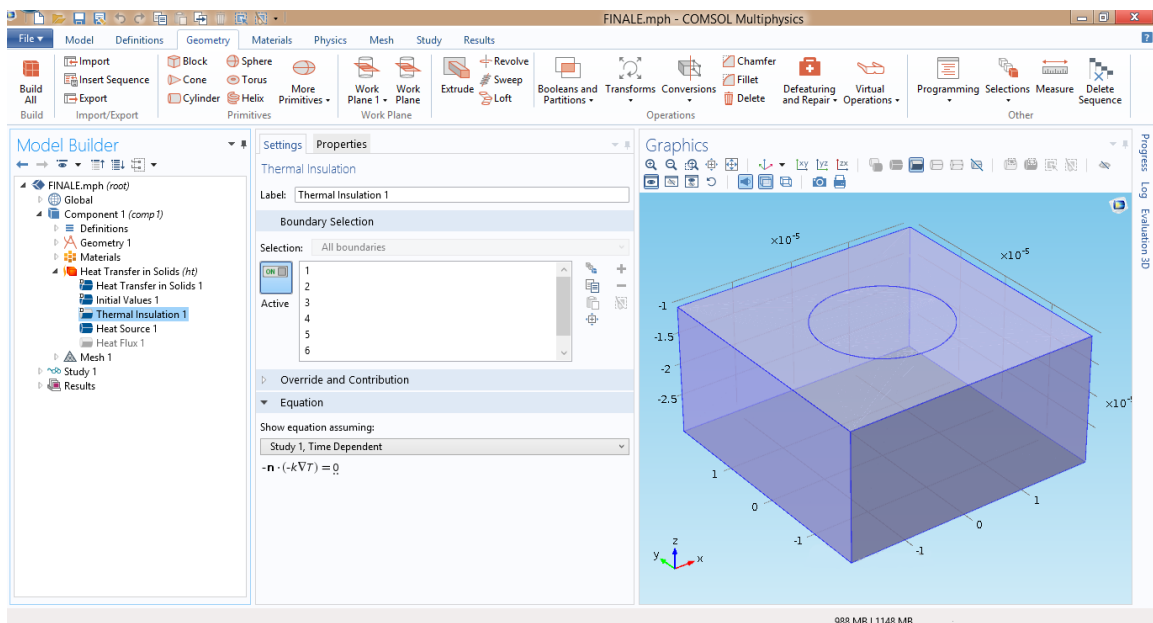 FINALE.mph - COMSOL Multiphysics
File Model Definitions Geometry Materials Physics Mesh Study Results
Build All
Import
Insert Sequence
Export
Block
Cone
Cylinder
Sphere
Torus
Helix
More Primitives
Work Plane 1
Work Plane
Extrude
Revolve
Sweep
Loft
Booleans and Partitions
Transforms
Conversions
Chamfer
Fillet
Delete
Defeaturing and Repair
Virtual Operations
Programming
Selections
Measure
Delete Sequence
Build Import/Export Primitives Work Plane Operations Other
Model Builder
FINALE.mph (root)
Global
Component 1 (comp1)
Definitions
Geometry 1
Materials
Heat Transfer in Solids (ht)
Heat Transfer in Solids 1
Initial Values 1
Thermal Insulation 1
Heat Source 1
Heat Flux 1
Mesh 1
Study 1
Results
Settings Properties
Thermal Insulation
Label: Thermal Insulation 1
Boundary Selection
Selection: All boundaries
ON
Active
1
2
3
4
5
6
Override and Contribution
Equation
Show equation assuming:
Study 1, Time Dependent
-n · (-k∇T) = 0
Graphics
xy yz zx
×10⁻⁵
×10⁻⁵
-1
-1.5
-2
-2.5
1
0
-1
1
0
-1
z
y
x
Progress
Log
Evaluation 3D
988 MB | 1148 MB